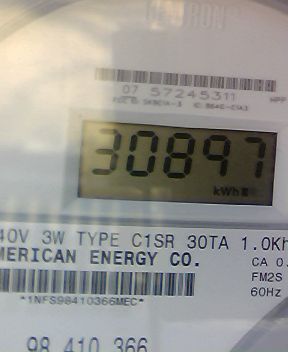 07 57245311
30897
kWh
40V 3W TYPE C1SR 30TA 1.0Kh
MERICAN ENERGY CO.
CA 0.
FM2S
60Hz
*1NFS98410366MEC*
98 410 366